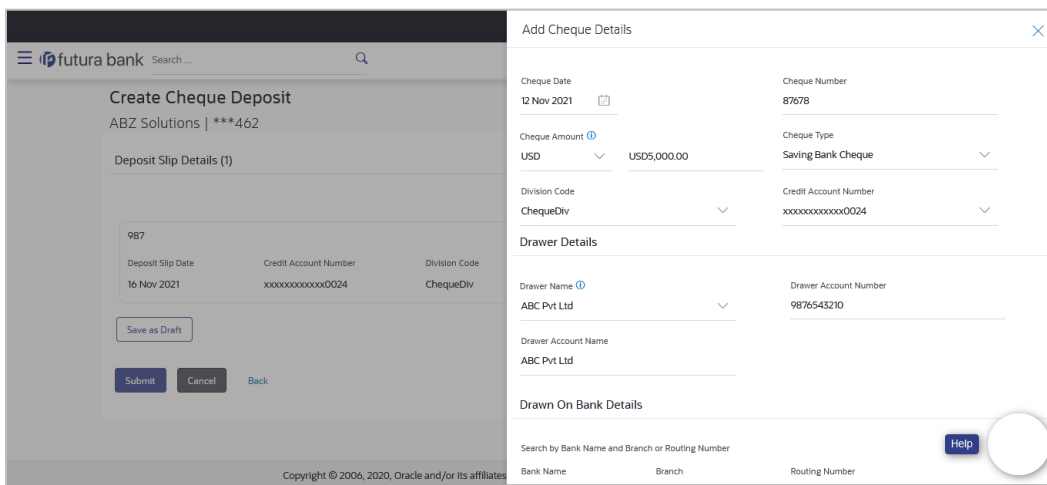 futura bank Search ...
Create Cheque Deposit
ABZ Solutions | ***462
Deposit Slip Details (1)
987
Deposit Slip Date Credit Account Number Division Code
16 Nov 2021 xxxxxxxxxxxx0024 ChequeDiv
Save as Draft
Submit Cancel Back
Copyright © 2006, 2020, Oracle and/or its affiliates
Add Cheque Details
Cheque Date Cheque Number
12 Nov 2021 87678
Cheque Amount Cheque Type
USD USD5,000.00 Saving Bank Cheque
Division Code Credit Account Number
ChequeDiv xxxxxxxxxxxx0024
Drawer Details
Drawer Name Drawer Account Number
ABC Pvt Ltd 9876543210
Drawer Account Name
ABC Pvt Ltd
Drawn On Bank Details
Search by Bank Name and Branch or Routing Number
Help
Bank Name Branch Routing Number